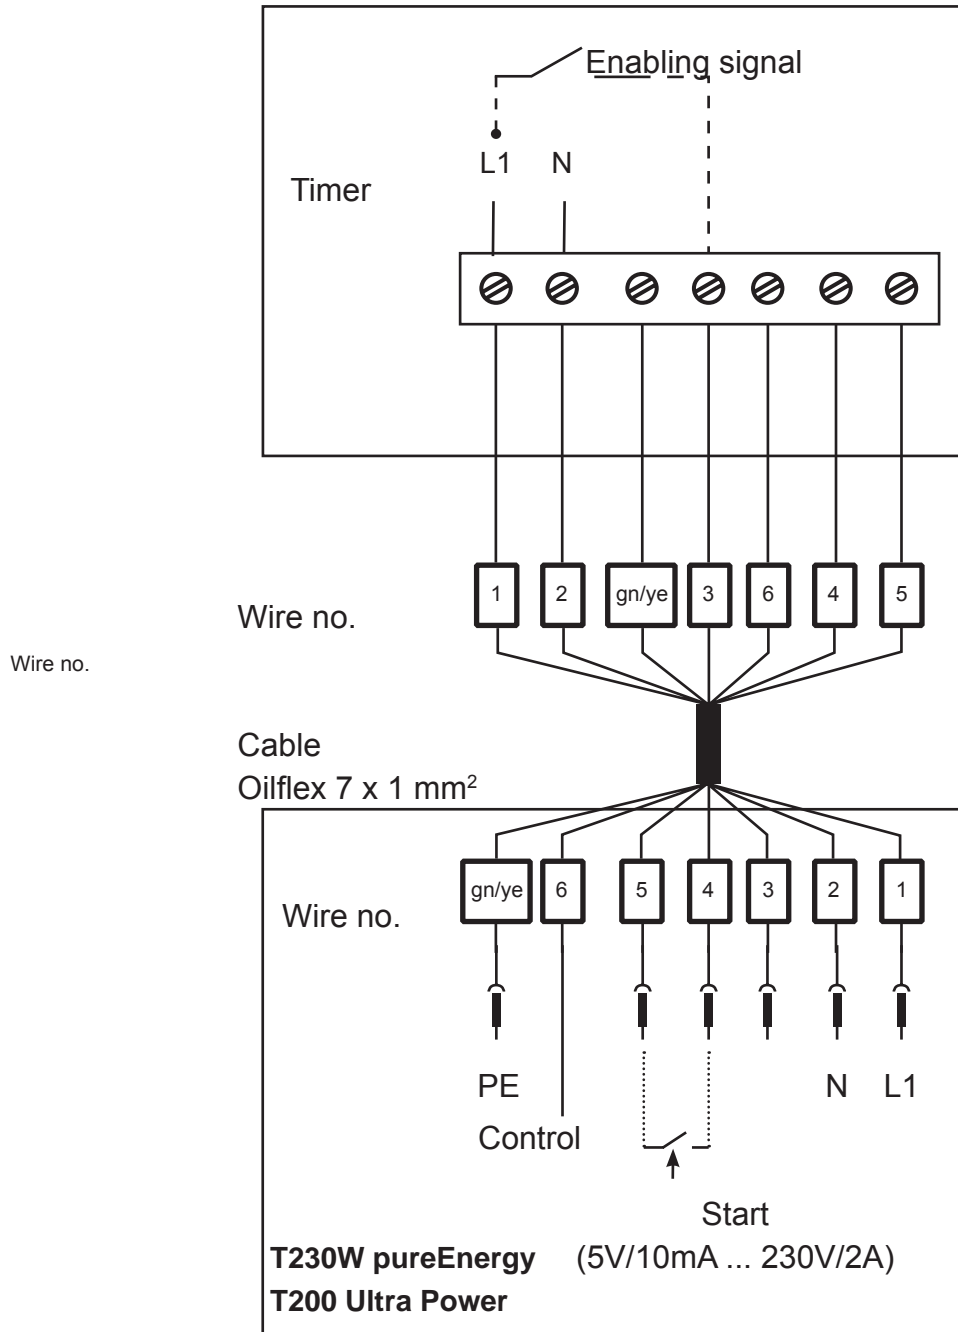 Enabling signal
L1 N
Timer
1 2 gn/ye 3 6 4 5
Wire no.
Wire no.
Cable
Oilflex 7 x 1 mm²
gn/ye 6 5 4 3 2 1
Wire no.
PE N L1
Control
Start
T230W pureEnergy (5V/10mA ... 230V/2A)
T200 Ultra Power